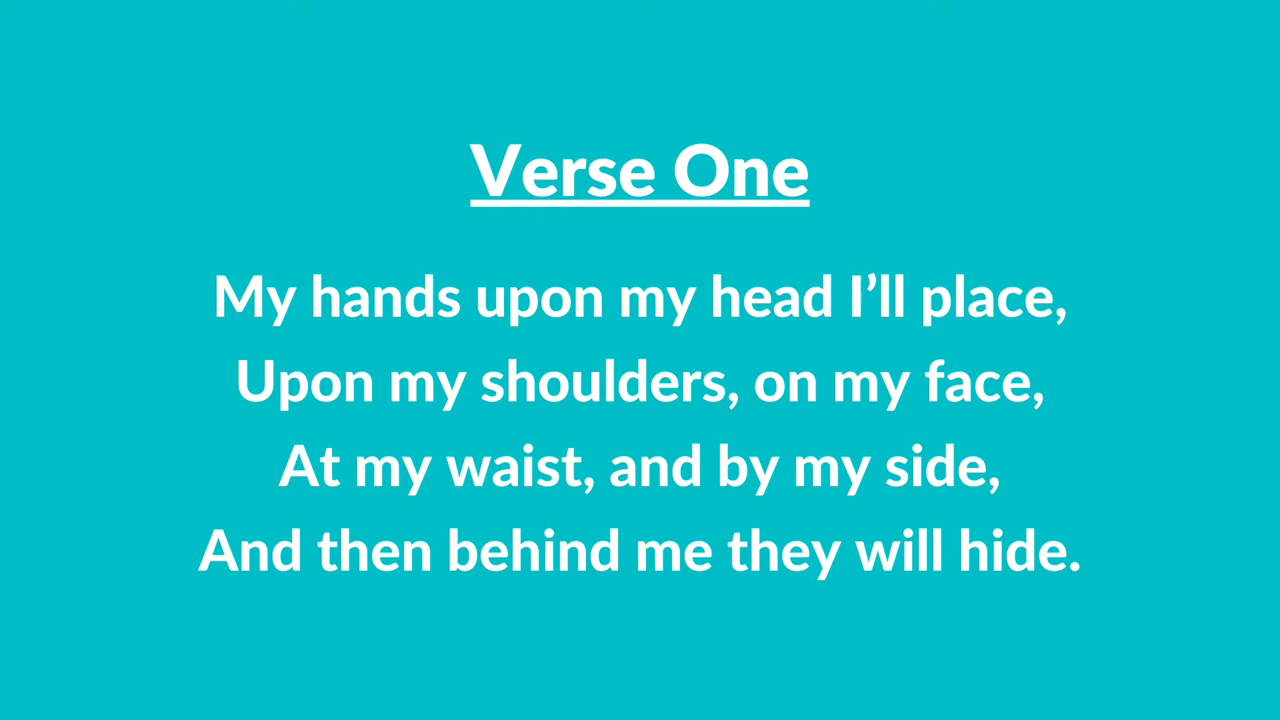 Verse One
My hands upon my head I’ll place,
Upon my shoulders, on my face,
At my waist, and by my side,
And then behind me they will hide.